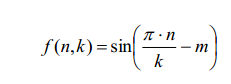 f(n,k) = sin(π·n/k − m)